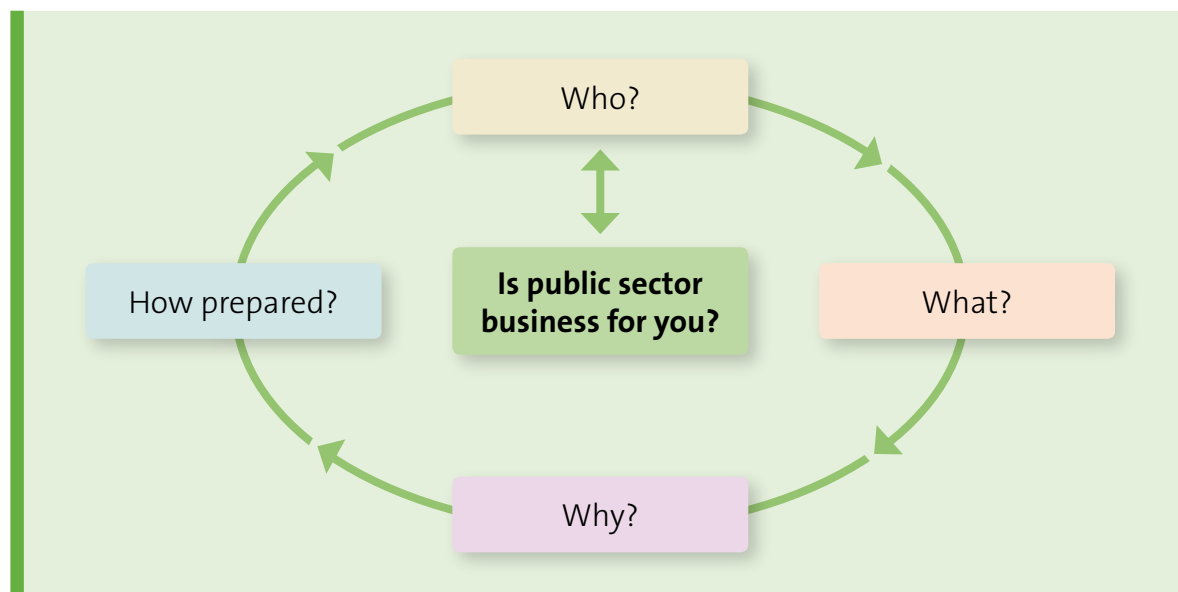 Who?
How prepared?
Is public sector
business for you?
What?
Why?